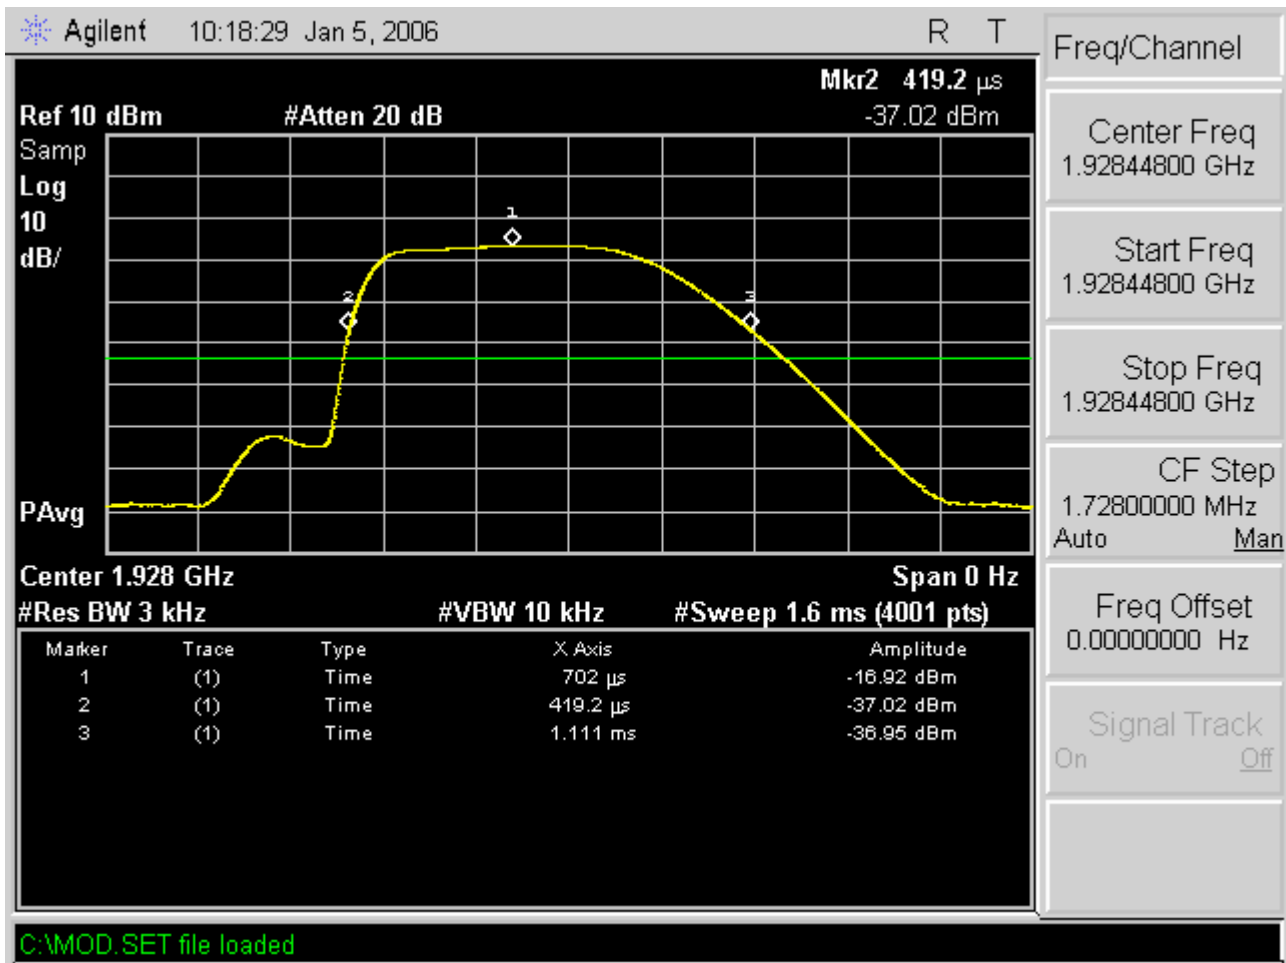 Agilent 10:18:29 Jan 5, 2006 R T
Freq/Channel
Mkr2 419.2 µs
Ref 10 dBm #Atten 20 dB -37.02 dBm
Samp
Log
10
dB/
1
2
3
PAvg
Center 1.928 GHz Span 0 Hz
#Res BW 3 kHz #VBW 10 kHz #Sweep 1.6 ms (4001 pts)
Marker Trace Type X Axis Amplitude
1 (1) Time 702 µs -16.92 dBm
2 (1) Time 419.2 µs -37.02 dBm
3 (1) Time 1.111 ms -36.95 dBm
Center Freq
1.92844800 GHz
Start Freq
1.92844800 GHz
Stop Freq
1.92844800 GHz
CF Step
1.72800000 MHz
Auto Man
Freq Offset
0.00000000 Hz
Signal Track
On Off
C:\MOD.SET file loaded